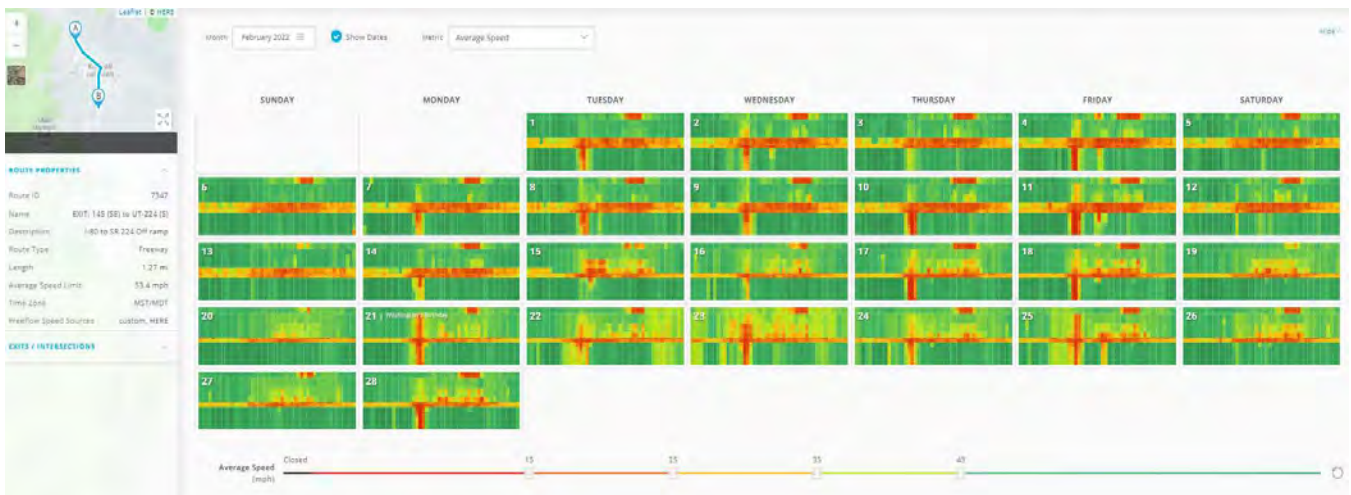 Leaflet | © HERE
A
B
Month February 2022 Show Dates Metric Average Speed
Hide
SUNDAY MONDAY TUESDAY WEDNESDAY THURSDAY FRIDAY SATURDAY
1 2 3 4 5
6 7 8 9 10 11 12
13 14 15 16 17 18 19
20 21 22 23 24 25 26
27 28
ROUTE PROPERTIES
Route ID 7347
Name EXIT: 145 (SE) to UT-224 (S)
Description I-80 to SR 224 Off ramp
Route Type Freeway
Length 1.27 mi
Average Speed Limit 53.4 mph
Time Zone MST/MDT
Freeflow Speed Sources custom, HERE
EXITS / INTERSECTIONS
Average Speed
(mph)
Closed 15 25 35 45